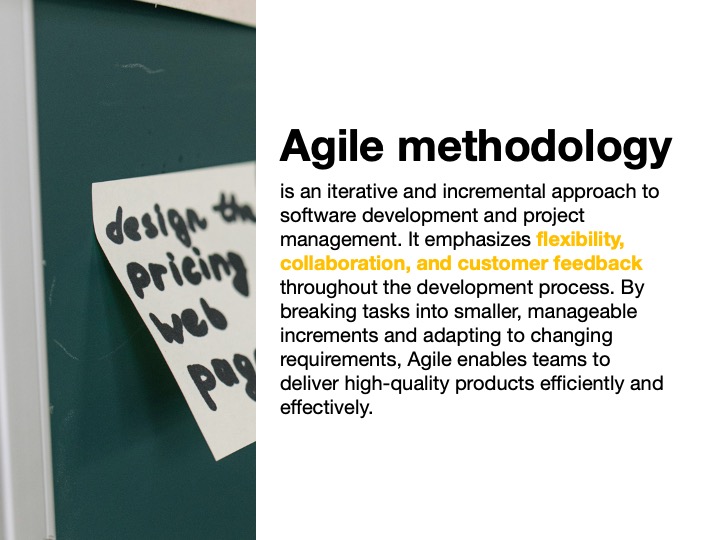 design the
pricing
web
Agile methodology
is an iterative and incremental approach to
software development and project
management. It emphasizes flexibility,
collaboration, and customer feedback
throughout the development process. By
breaking tasks into smaller, manageable
increments and adapting to changing
requirements, Agile enables teams to
deliver high-quality products efficiently and
effectively.